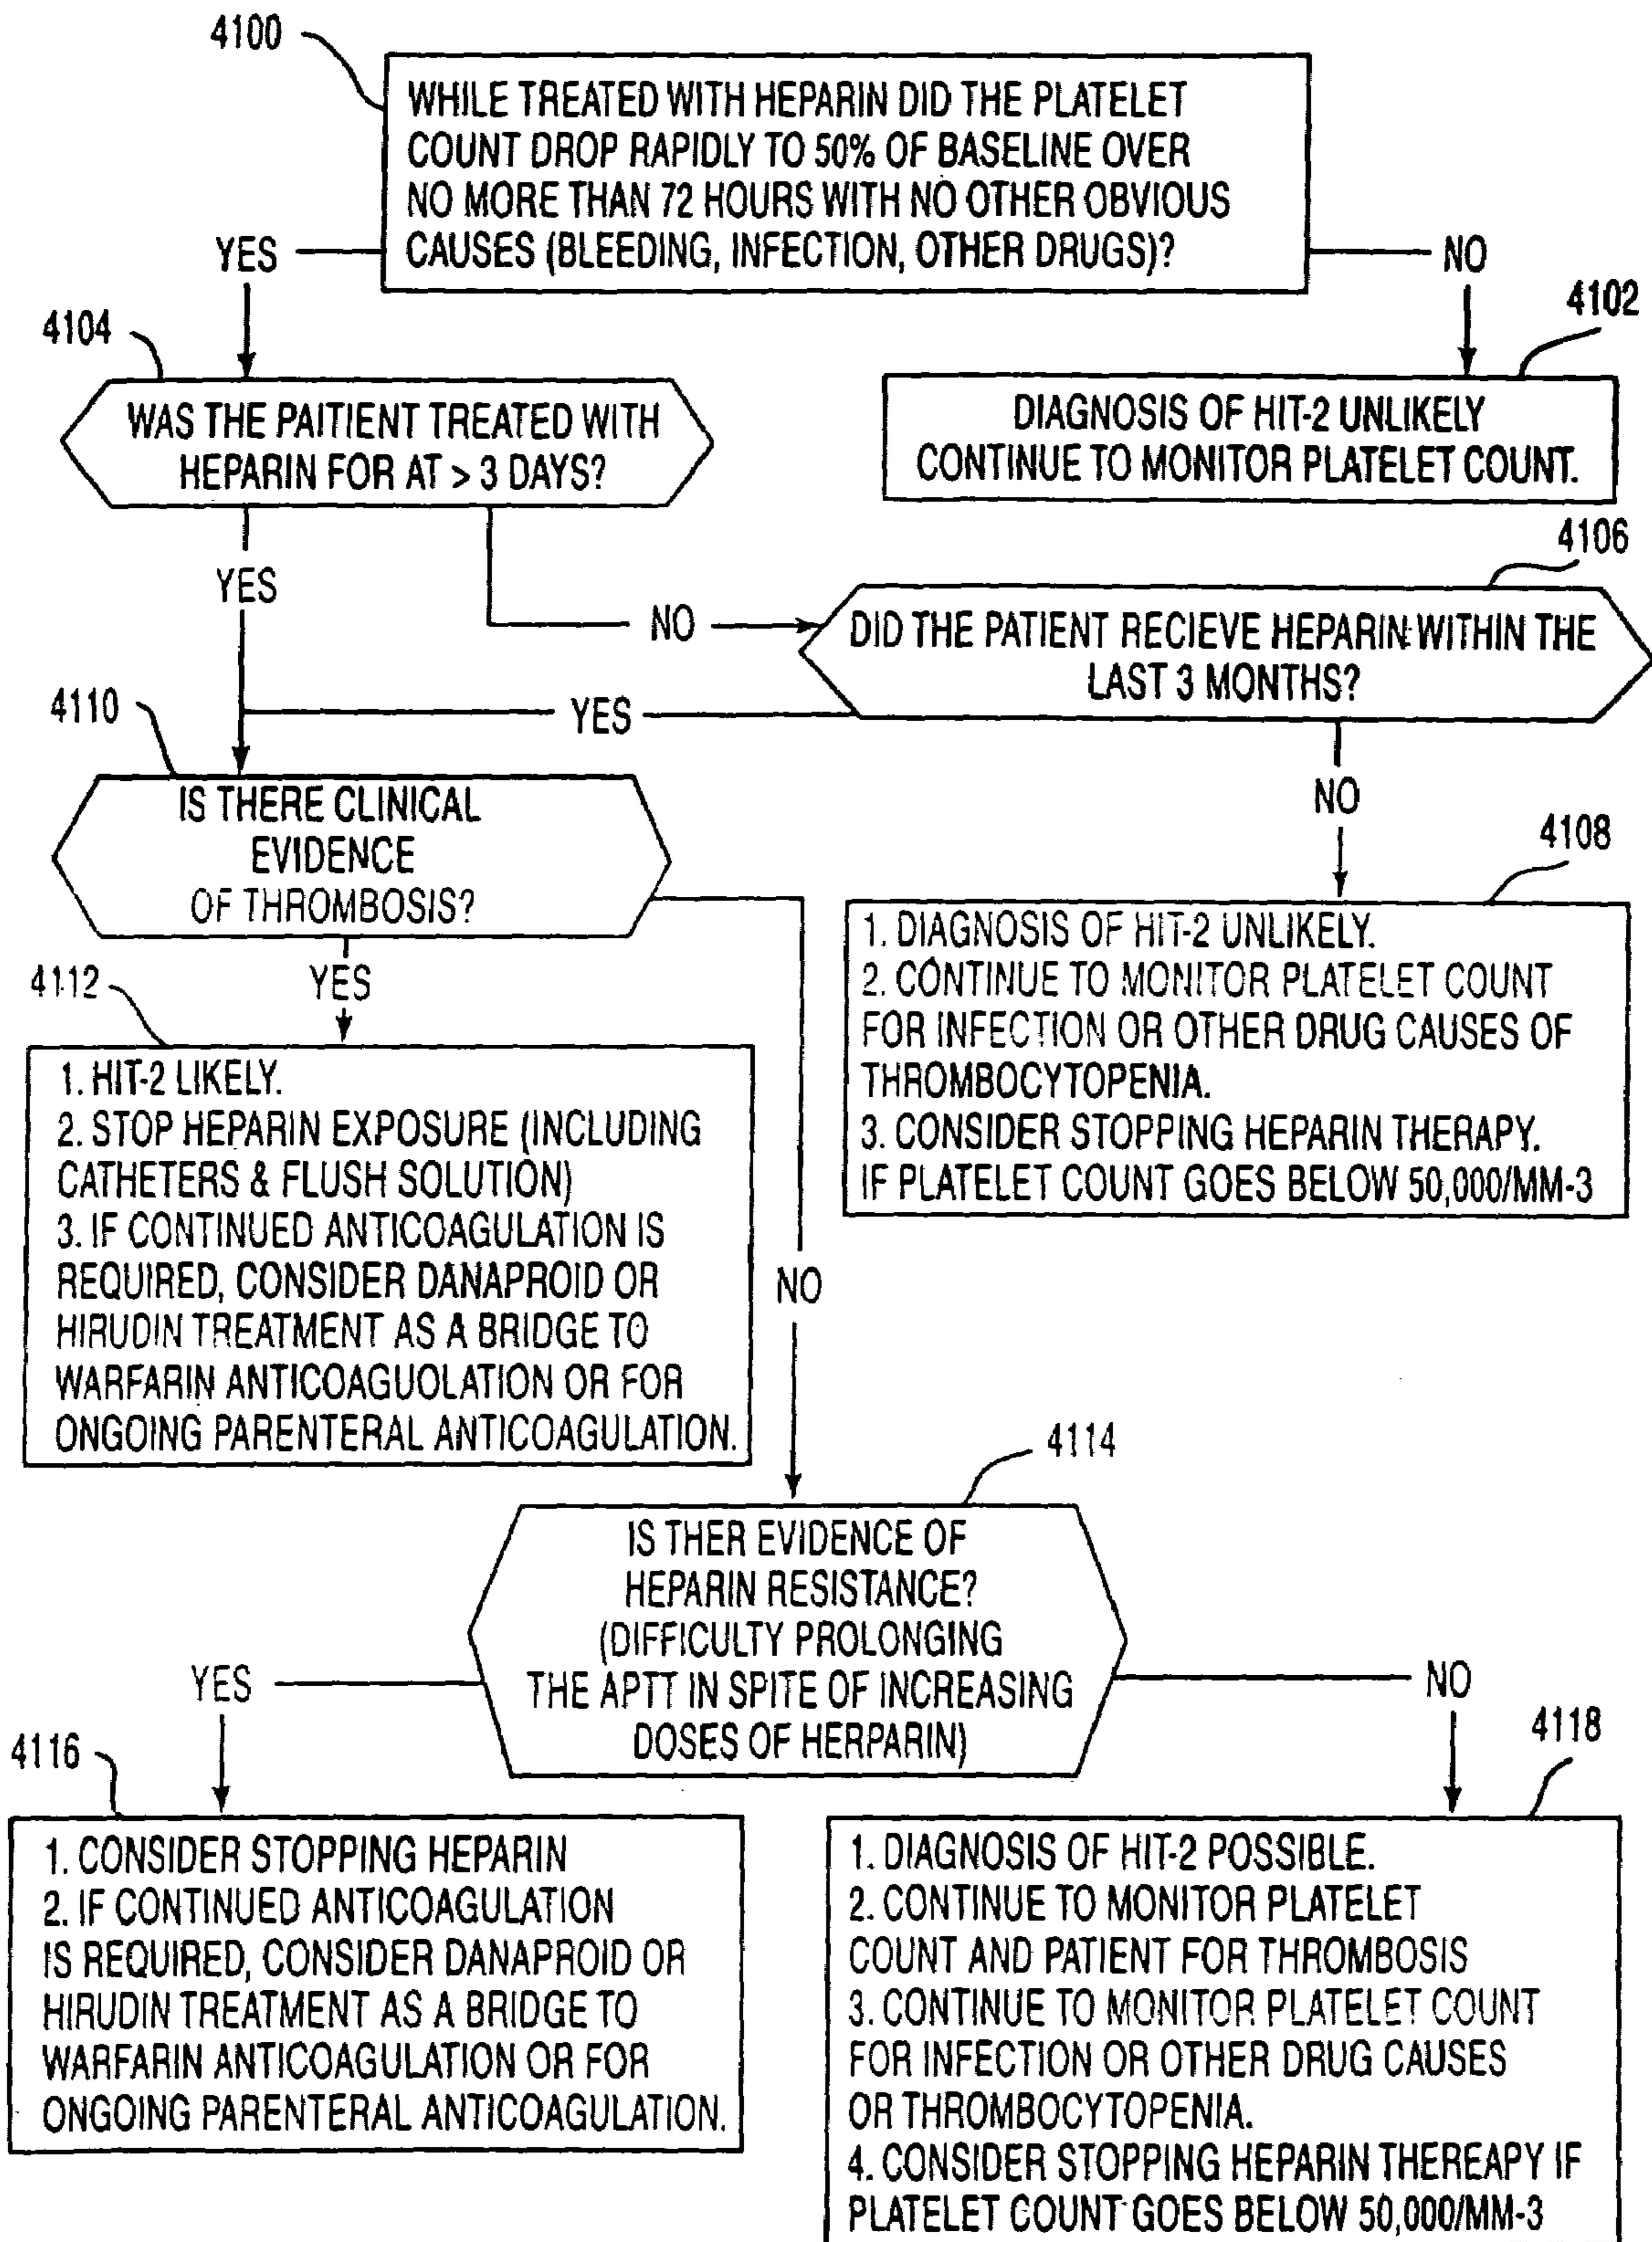 4100
WHILE TREATED WITH HEPARIN DID THE PLATELET
COUNT DROP RAPIDLY TO 50% OF BASELINE OVER
NO MORE THAN 72 HOURS WITH NO OTHER OBVIOUS
CAUSES (BLEEDING, INFECTION, OTHER DRUGS)?
YES
NO
4104
4102
WAS THE PAITIENT TREATED WITH
HEPARIN FOR AT > 3 DAYS?
DIAGNOSIS OF HIT-2 UNLIKELY
CONTINUE TO MONITOR PLATELET COUNT.
YES
NO
4106
DID THE PATIENT RECIEVE HEPARIN WITHIN THE
LAST 3 MONTHS?
YES
NO
4110
IS THERE CLINICAL
EVIDENCE
OF THROMBOSIS?
4108
1. DIAGNOSIS OF HIT-2 UNLIKELY.
2. CONTINUE TO MONITOR PLATELET COUNT
FOR INFECTION OR OTHER DRUG CAUSES OF
THROMBOCYTOPENIA.
3. CONSIDER STOPPING HEPARIN THERAPY.
IF PLATELET COUNT GOES BELOW 50,000/MM-3
YES
4112
1. HIT-2 LIKELY.
2. STOP HEPARIN EXPOSURE (INCLUDING
CATHETERS & FLUSH SOLUTION)
3. IF CONTINUED ANTICOAGULATION IS
REQUIRED, CONSIDER DANAPROID OR
HIRUDIN TREATMENT AS A BRIDGE TO
WARFARIN ANTICOAGUOLATION OR FOR
ONGOING PARENTERAL ANTICOAGULATION.
NO
4114
IS THER EVIDENCE OF
HEPARIN RESISTANCE?
(DIFFICULTY PROLONGING
THE APTT IN SPITE OF INCREASING
DOSES OF HERPARIN)
YES
NO
4116
1. CONSIDER STOPPING HEPARIN
2. IF CONTINUED ANTICOAGULATION
IS REQUIRED, CONSIDER DANAPROID OR
HIRUDIN TREATMENT AS A BRIDGE TO
WARFARIN ANTICOAGULATION OR FOR
ONGOING PARENTERAL ANTICOAGULATION.
4118
1. DIAGNOSIS OF HIT-2 POSSIBLE.
2. CONTINUE TO MONITOR PLATELET
COUNT AND PATIENT FOR THROMBOSIS
3. CONTINUE TO MONITOR PLATELET COUNT
FOR INFECTION OR OTHER DRUG CAUSES
OR THROMBOCYTOPENIA.
4. CONSIDER STOPPING HEPARIN THEREAPY IF
PLATELET COUNT GOES BELOW 50,000/MM-3